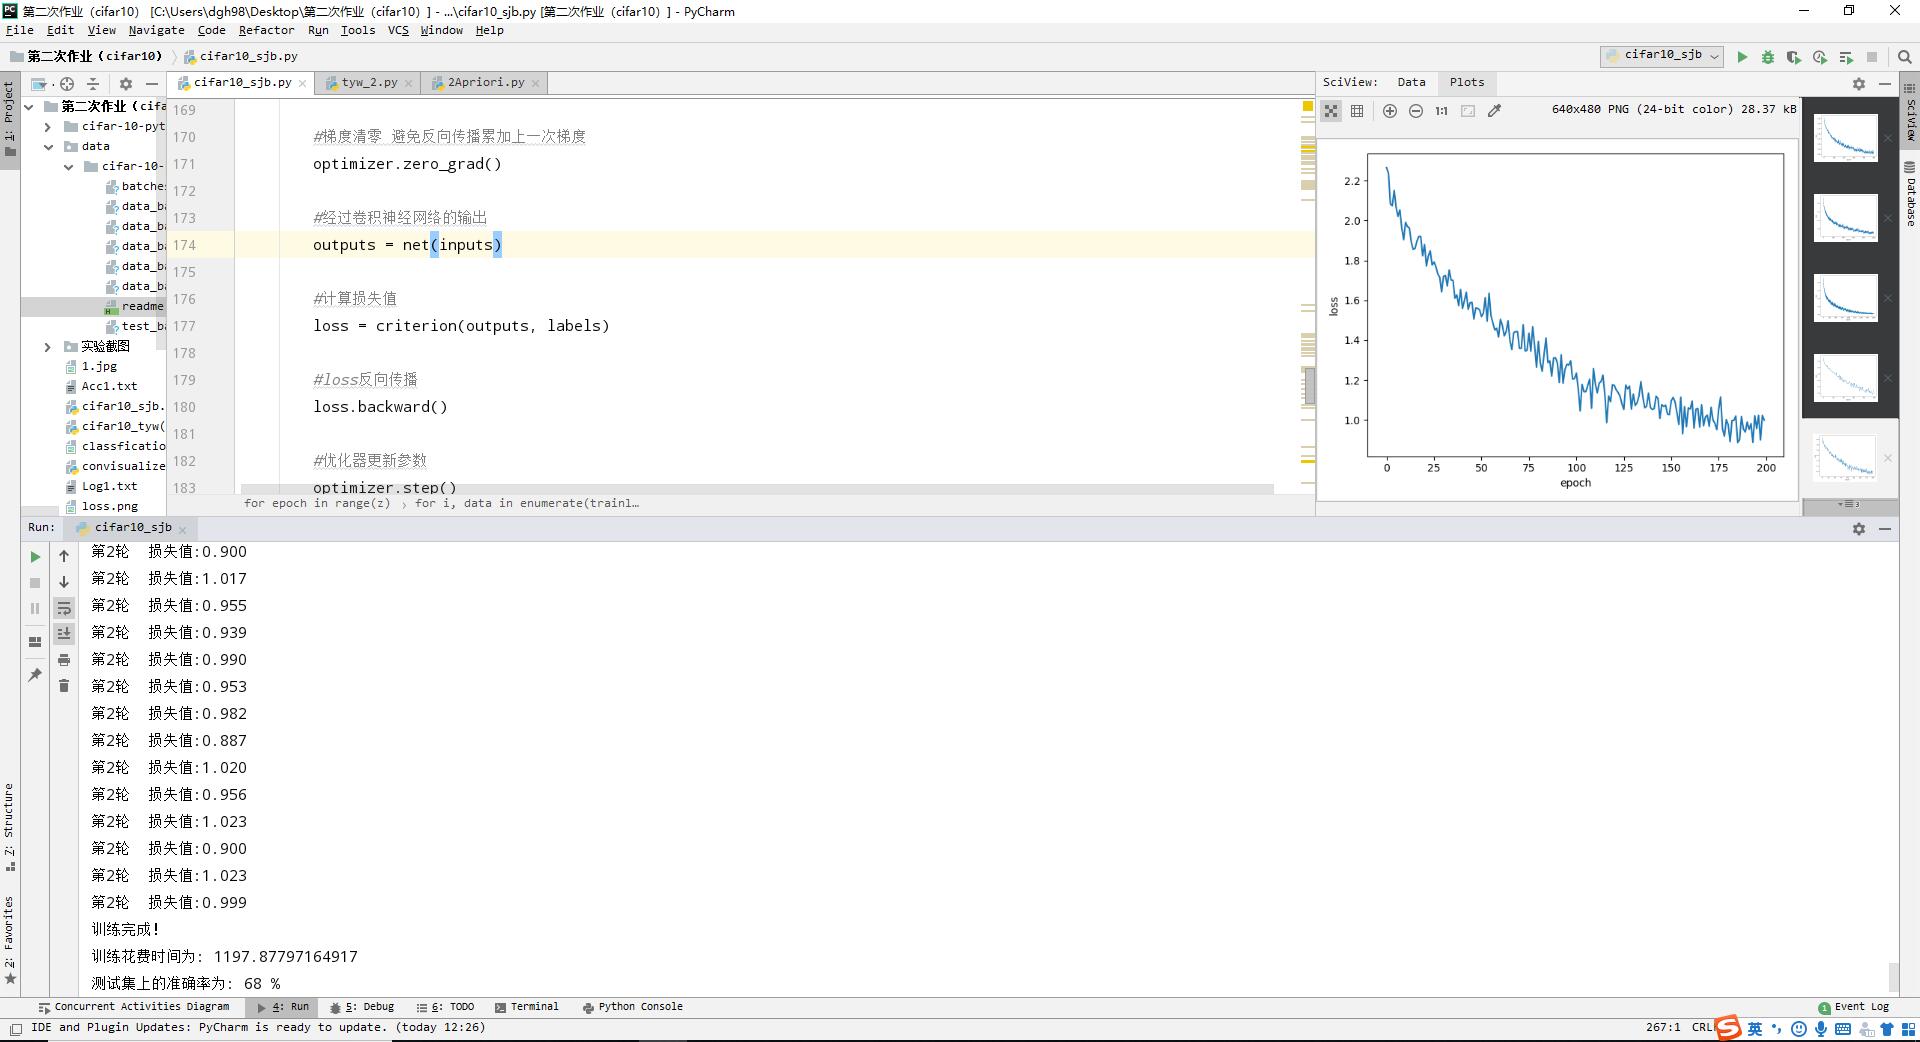 第二次作业（cifar10） [C:\Users\dgh98\Desktop\第二次作业（cifar10）] - ...\cifar10_sjb.py [第二次作业（cifar10）] - PyCharm
File Edit View Navigate Code Refactor Run Tools VCS Window Help
第二次作业（cifar10） cifar10_sjb.py
cifar10_sjb
cifar10_sjb.py tyw_2.py 2Apriori.py
SciView: Data Plots
1:1 640x480 PNG (24-bit color) 28.37 kB
1: Project
第二次作业（cifa
cifar-10-pyt
data
cifar-10-
batche
data_ba
data_ba
data_ba
data_ba
data_ba
readme
test_ba
实验截图
1.jpg
Acc1.txt
cifar10_sjb.
cifar10_tyw(
classficatio
convisualize
Log1.txt
loss.png
169
170 #梯度清零 避免反向传播累加上一次梯度
171 optimizer.zero_grad()
172
173 #经过卷积神经网络的输出
174 outputs = net(inputs)
175
176 #计算损失值
177 loss = criterion(outputs, labels)
178
179 #loss反向传播
180 loss.backward()
181
182 #优化器更新参数
183 optimizer.step()
for epoch in range(z) › for i, data in enumerate(trainl…
2.2
2.0
1.8
1.6
1.4
1.2
1.0
loss
0 25 50 75 100 125 150 175 200
epoch
3
SciView
Database
Run: cifar10_sjb
第2轮 损失值:0.900
第2轮 损失值:1.017
第2轮 损失值:0.955
第2轮 损失值:0.939
第2轮 损失值:0.990
第2轮 损失值:0.953
第2轮 损失值:0.982
第2轮 损失值:0.887
第2轮 损失值:1.020
第2轮 损失值:0.956
第2轮 损失值:1.023
第2轮 损失值:0.900
第2轮 损失值:1.023
第2轮 损失值:0.999
训练完成!
训练花费时间为: 1197.87797164917
测试集上的准确率为: 68 %
Z: Structure
2: Favorites
Concurrent Activities Diagram 4: Run 5: Debug 6: TODO Terminal Python Console 1 Event Log
IDE and Plugin Updates: PyCharm is ready to update. (today 12:26) 267:1 CRL 英